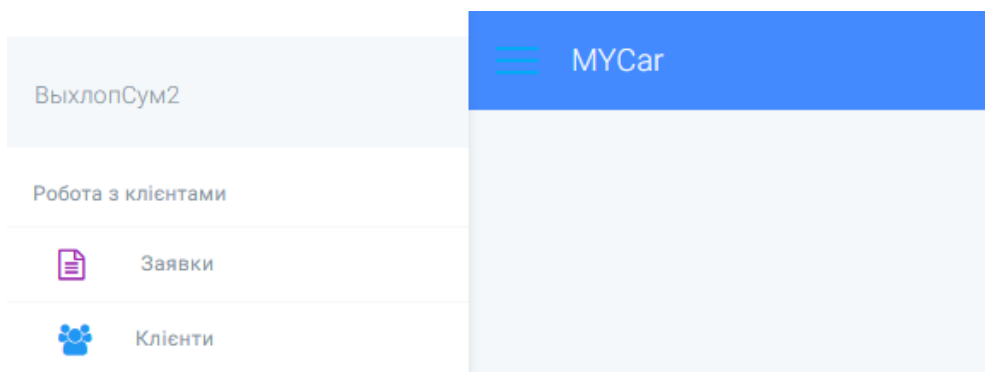 MYCar
ВыхлопСум2
Робота з клієнтами
Заявки
Клієнти